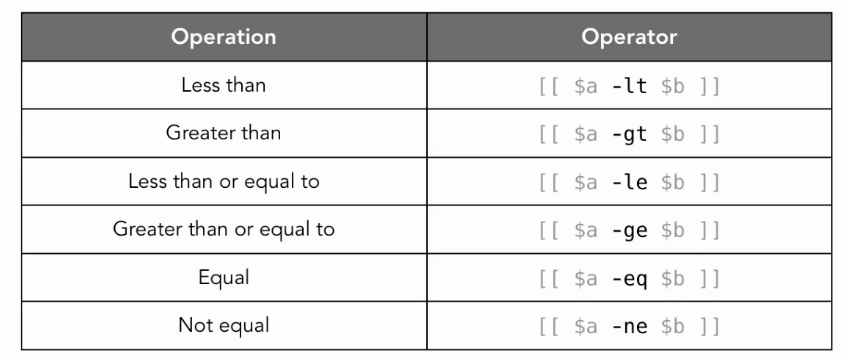 Operation Operator
Less than [[ $a -lt $b ]]
Greater than [[ $a -gt $b ]]
Less than or equal to [[ $a -le $b ]]
Greater than or equal to [[ $a -ge $b ]]
Equal [[ $a -eq $b ]]
Not equal [[ $a -ne $b ]]